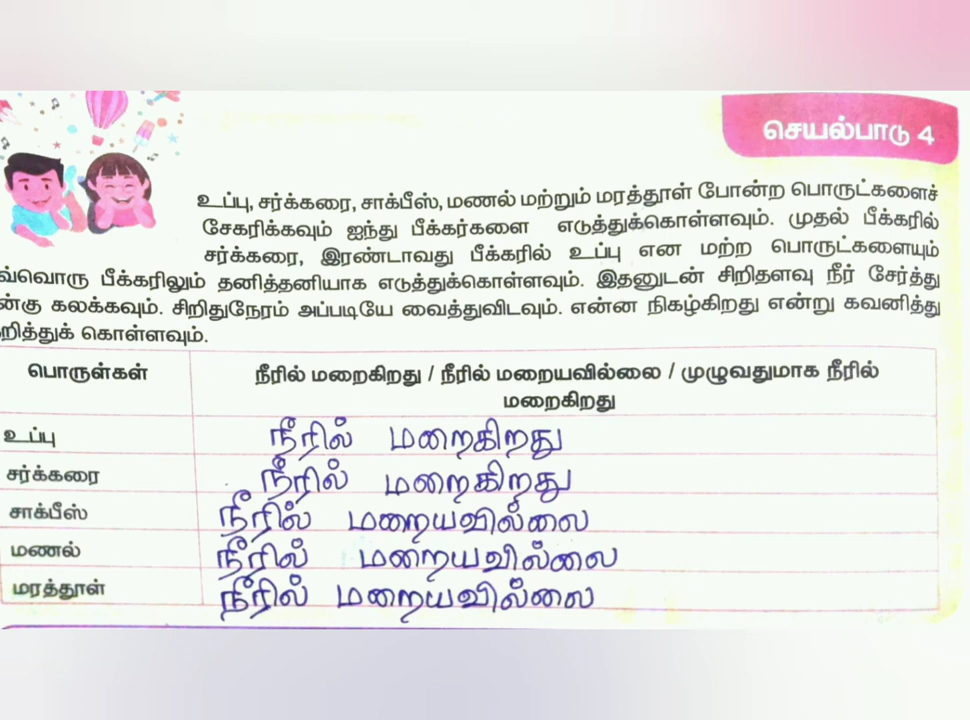 செயல்பாடு 4
உப்பு, சர்க்கரை, சாக்பீஸ், மணல் மற்றும் மரத்தூள் போன்ற பொருட்களைச்
சேகரிக்கவும் ஐந்து பீக்கர்களை எடுத்துக்கொள்ளவும். முதல் பீக்கரில்
சர்க்கரை, இரண்டாவது பீக்கரில் உப்பு என மற்ற பொருட்களையும்
வ்வொரு பீக்கரிலும் தனித்தனியாக எடுத்துக்கொள்ளவும். இதனுடன் சிறிதளவு நீர் சேர்த்து
ன்கு கலக்கவும். சிறிதுநேரம் அப்படியே வைத்துவிடவும். என்ன நிகழ்கிறது என்று கவனித்து
றித்துக் கொள்ளவும்.
பொருள்கள் நீரில் மறைகிறது / நீரில் மறையவில்லை / முழுவதுமாக நீரில்
மறைகிறது
உப்பு நீரில் மறைகிறது
சர்க்கரை நீரில் மறைகிறது
சாக்பீஸ் நீரில் மறையவில்லை
மணல் நீரில் மறையவில்லை
மரத்தூள் நீரில் மறையவில்லை